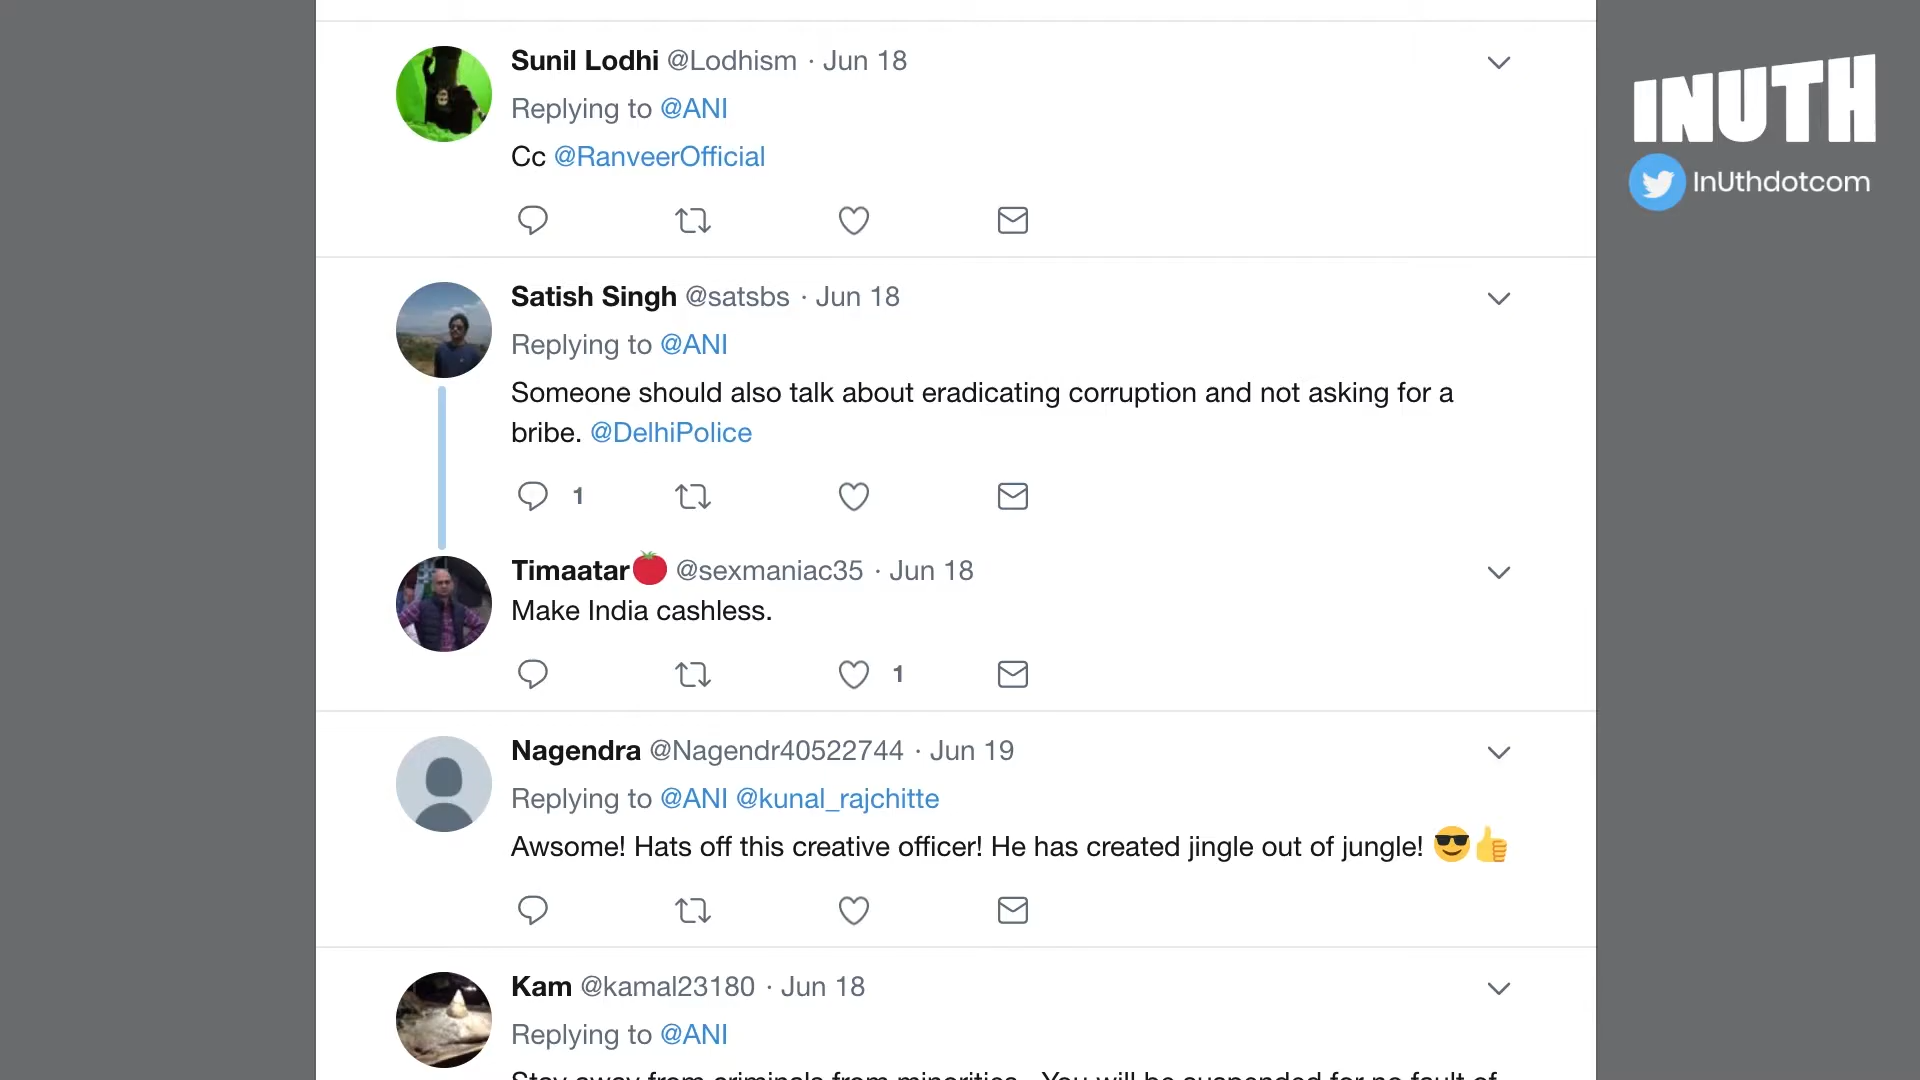 Sunil Lodhi @Lodhism · Jun 18
Replying to @ANI
Cc @RanveerOfficial
INUTH
InUthdotcom
Satish Singh @satsbs · Jun 18
Replying to @ANI
Someone should also talk about eradicating corruption and not asking for a
bribe. @DelhiPolice
1
Timaatar🍅 @sexmaniac35 · Jun 18
Make India cashless.
1
Nagendra @Nagendr40522744 · Jun 19
Replying to @ANI @kunal_rajchitte
Awsome! Hats off this creative officer! He has created jingle out of jungle! 😎👍
Kam @kamal23180 · Jun 18
Replying to @ANI
Stay away from criminals from minorities.. You will be suspended for no fault of